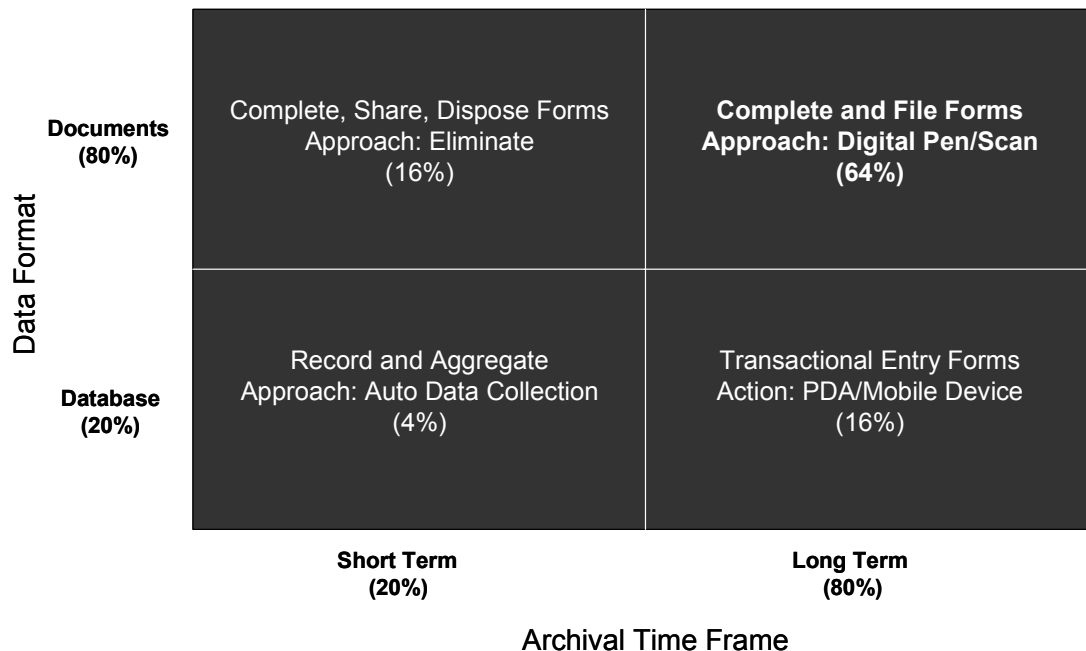 Data Format
Documents
(80%)
Complete, Share, Dispose Forms
Approach: Eliminate
(16%)
Complete and File Forms
Approach: Digital Pen/Scan
(64%)
Database
(20%)
Record and Aggregate
Approach: Auto Data Collection
(4%)
Transactional Entry Forms
Action: PDA/Mobile Device
(16%)
Short Term
(20%)
Long Term
(80%)
Archival Time Frame